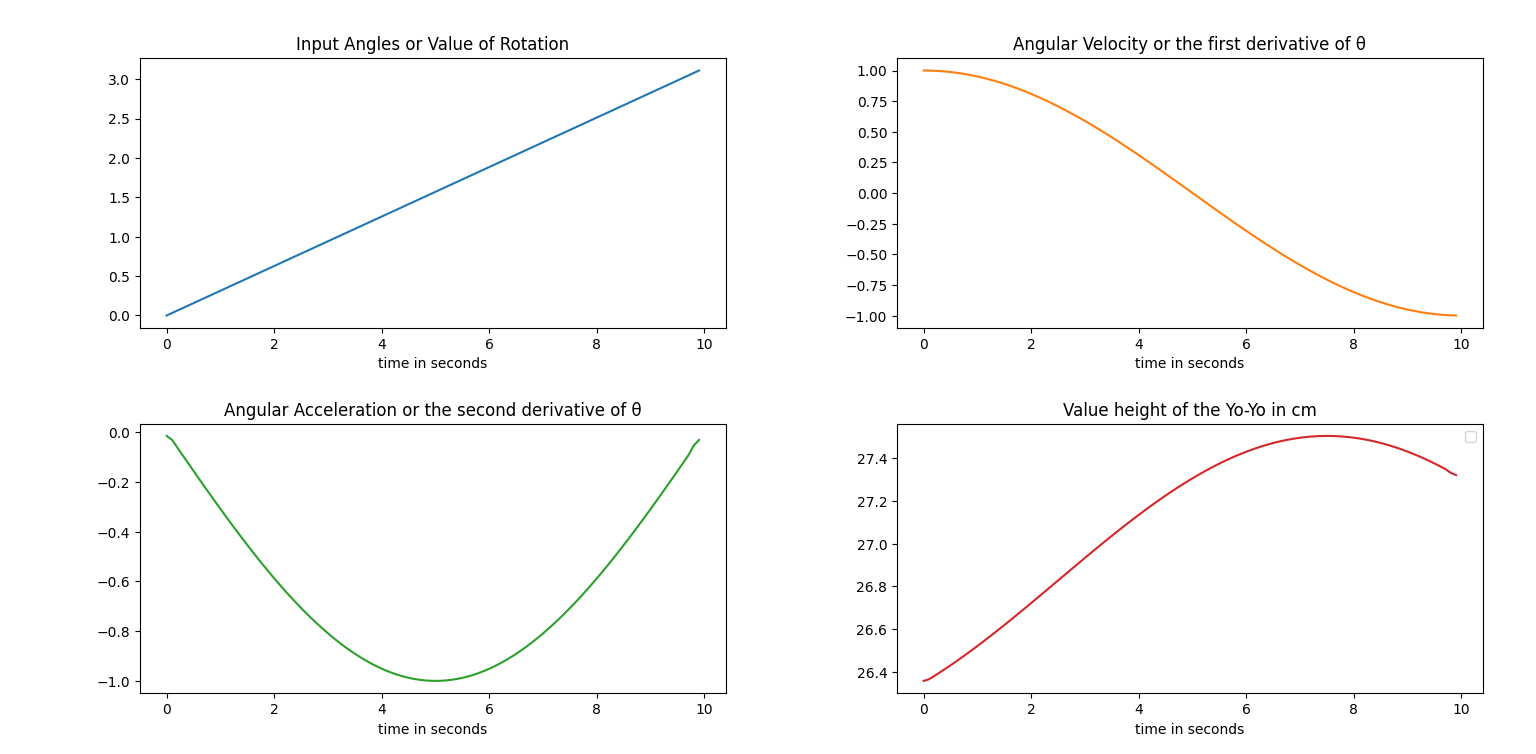 Input Angles or Value of Rotation
3.0
2.5
2.0
1.5
1.0
0.5
0.0
0 2 4 6 8 10
time in seconds
Angular Velocity or the first derivative of θ
1.00
0.75
0.50
0.25
0.00
−0.25
−0.50
−0.75
−1.00
0 2 4 6 8 10
time in seconds
Angular Acceleration or the second derivative of θ
0.0
−0.2
−0.4
−0.6
−0.8
−1.0
0 2 4 6 8 10
time in seconds
Value height of the Yo-Yo in cm
27.4
27.2
27.0
26.8
26.6
26.4
0 2 4 6 8 10
time in seconds